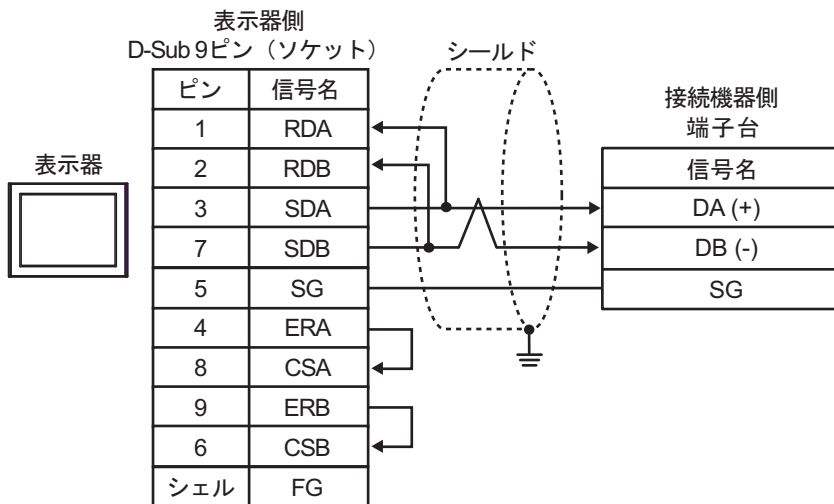 表示器側
D-Sub 9ピン（ソケット）
シールド
接続機器側
端子台
表示器
ピン 信号名
1 RDA
2 RDB
3 SDA
7 SDB
5 SG
4 ERA
8 CSA
9 ERB
6 CSB
シェル FG
信号名
DA (+)
DB (-)
SG